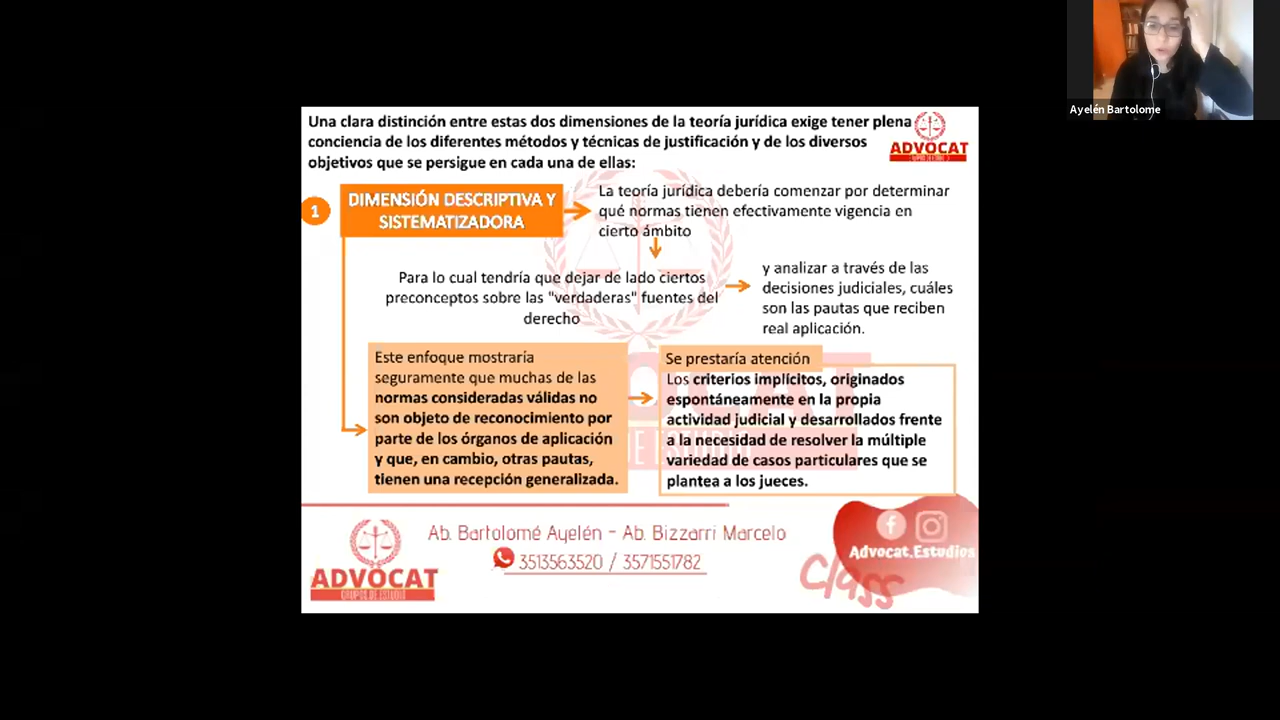 Ayelén Bartolome
Una clara distinción entre estas dos dimensiones de la teoría jurídica exige tener plena
conciencia de los diferentes métodos y técnicas de justificación y de los diversos
objetivos que se persigue en cada una de ellas:
ADVOCAT
1
DIMENSIÓN DESCRIPTIVA Y
SISTEMATIZADORA
La teoría jurídica debería comenzar por determinar
qué normas tienen efectivamente vigencia en
cierto ámbito
Para lo cual tendría que dejar de lado ciertos
preconceptos sobre las "verdaderas" fuentes del
derecho
y analizar a través de las
decisiones judiciales, cuáles
son las pautas que reciben
real aplicación.
Este enfoque mostraría
seguramente que muchas de las
normas consideradas válidas no
son objeto de reconocimiento por
parte de los órganos de aplicación
y que, en cambio, otras pautas,
tienen una recepción generalizada.
Se prestaría atención
Los criterios implícitos, originados
espontáneamente en la propia
actividad judicial y desarrollados frente
a la necesidad de resolver la múltiple
variedad de casos particulares que se
plantea a los jueces.
Ab. Bartolomé Ayelén - Ab. Bizzarri Marcelo
3513563520 / 3571551782
ADVOCAT
GRUPOS DE ESTUDIO
Advocat.Estudios
Class